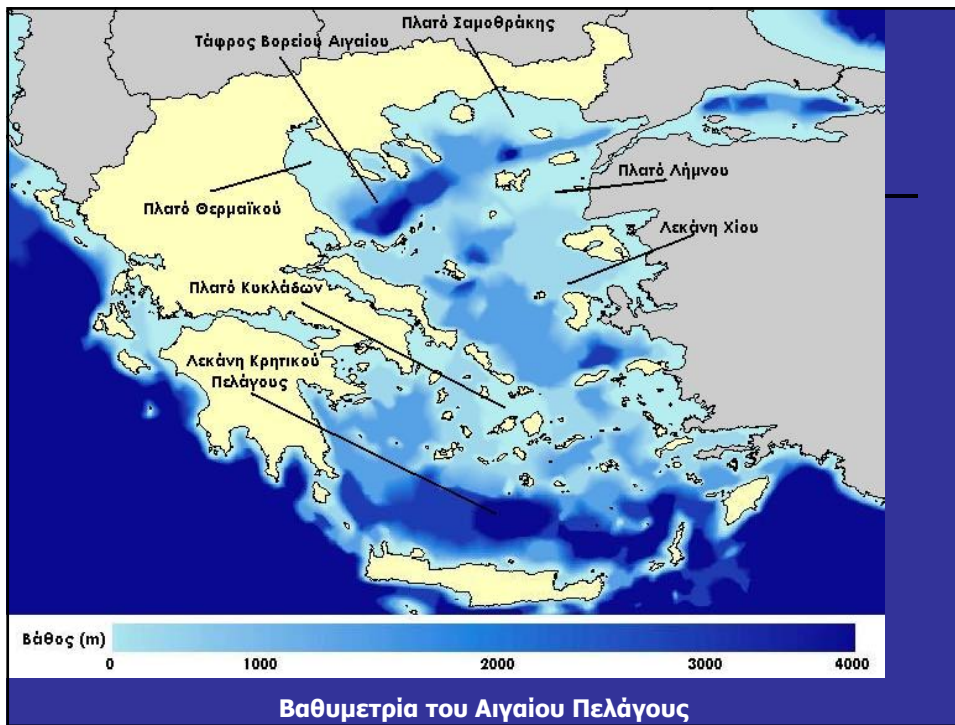 Πλατό Σαμοθράκης
Τάφρος Βορείου Αιγαίου
Πλατό Λήμνου
Πλατό Θερμαϊκού
Λεκάνη Χίου
Πλατό Κυκλάδων
Λεκάνη Κρητικού
Πελάγους
Βάθος (m)
0 1000 2000 3000 4000
Βαθυμετρία του Αιγαίου Πελάγους